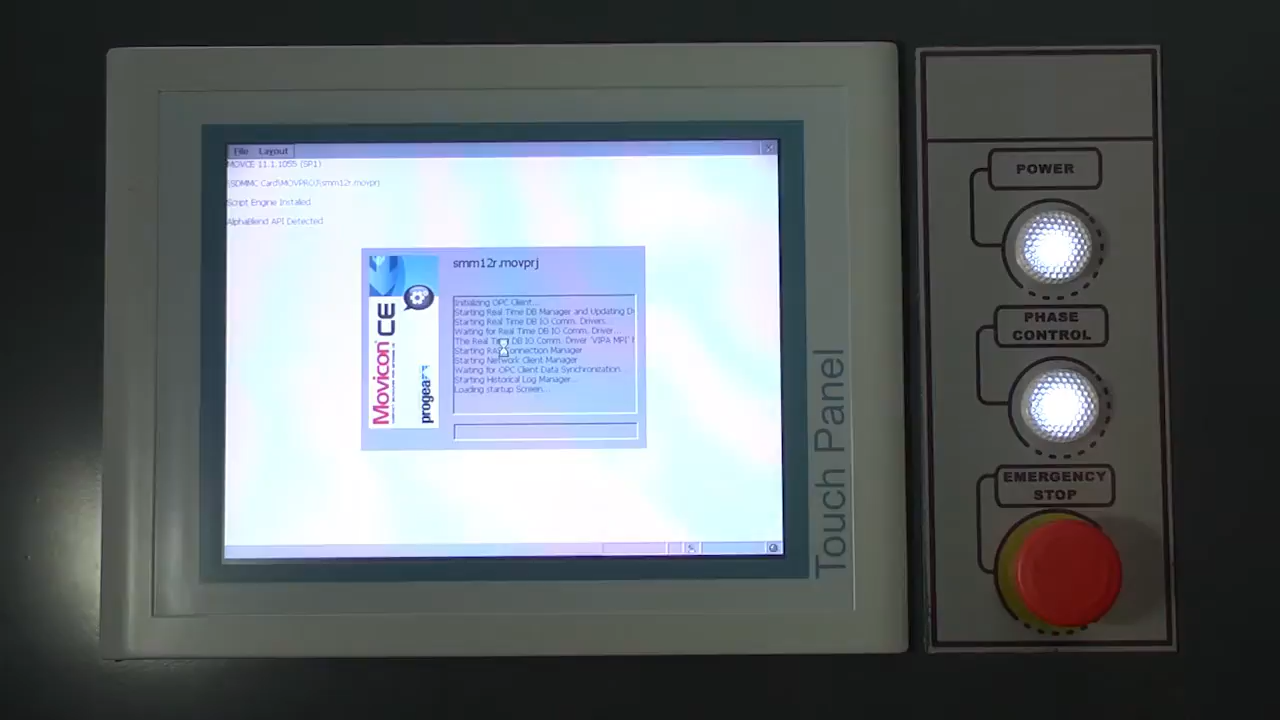 File Layout
MOVCE 11.1.1055 (SP1)
\SDMMC Card\MOVPROJ\smm12r.movprj
Script Engine Installed
AlphaBlend API Detected
smm12r.movprj
Initializing OPC Client...
Starting Real Time DB Manager and Updating D
Starting Real Time DB IO Comm. Drivers
Waiting for Real Time DB IO Comm. Driver...
The Real Time DB IO Comm. Driver 'VIPA MPI'
Starting RAS Connection Manager
Starting Network Client Manager
Waiting for OPC Client Data Synchronization
Starting Historical Log Manager...
Loading startup Screen...
Movicon CE
progea
Touch Panel
POWER
PHASE
CONTROL
EMERGENCY
STOP